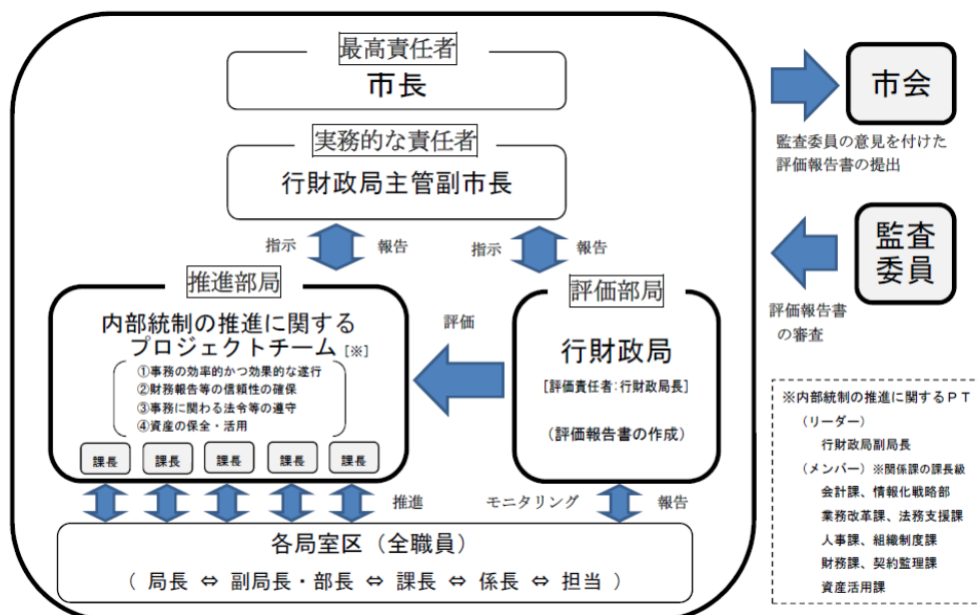 最高責任者
市長
実務的な責任者
行財政局主管副市長
指示
報告
指示
報告
推進部局
内部統制の推進に関する
プロジェクトチーム [※]
①事務の効率的かつ効果的な遂行
②財務報告等の信頼性の確保
③事務に関わる法令等の遵守
④資産の保全・活用
課長
課長
課長
課長
課長
評価
評価部局
行財政局
[評価責任者:行財政局長]
(評価報告書の作成)
推進
モニタリング
報告
各局室区(全職員)
( 局長 ⇔ 副局長・部長 ⇔ 課長 ⇔ 係長 ⇔ 担当 )
市会
監査委員の意見を付けた
評価報告書の提出
監査
委員
評価報告書
の審査
※内部統制の推進に関するPT
(リーダー)
行財政局副局長
(メンバー)※関係課の課長級
会計課、情報化戦略部
業務改革課、法務支援課
人事課、組織制度課
財務課、契約監理課
資産活用課